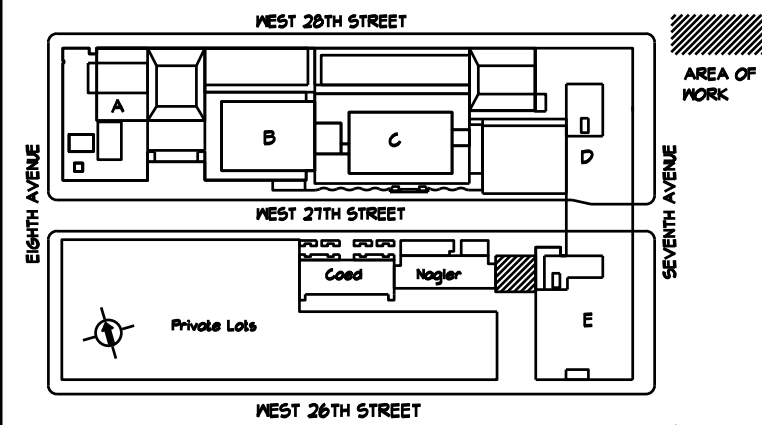 WEST 28TH STREET
AREA OF
WORK
A
B
C
D
EIGHTH AVENUE
SEVENTH AVENUE
WEST 27TH STREET
Coed
Nagler
E
Private Lots
WEST 26TH STREET